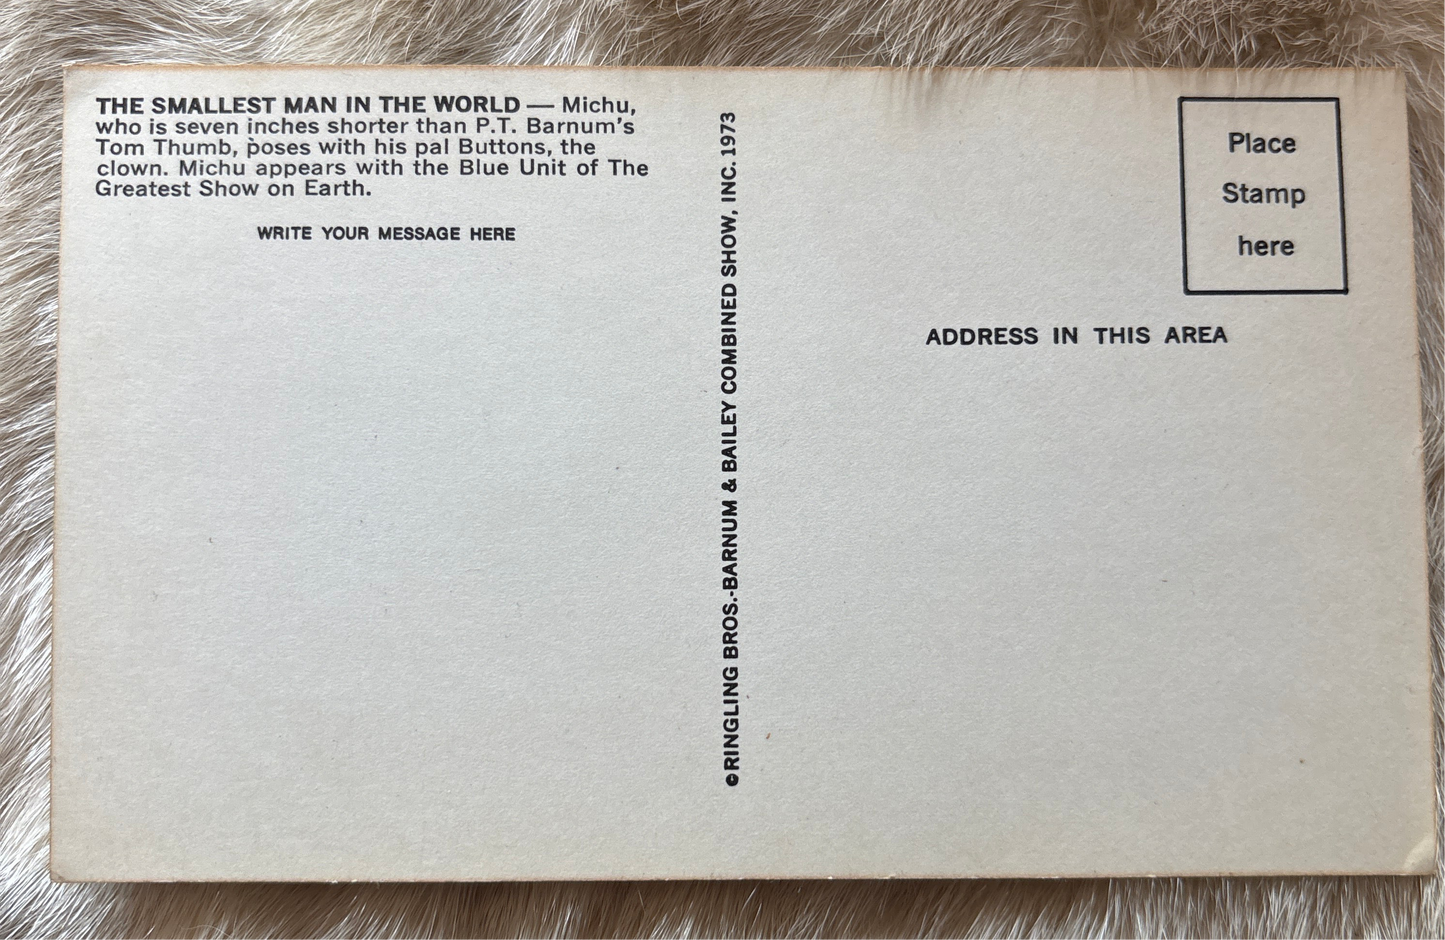 THE SMALLEST MAN IN THE WORLD — Michu,
who is seven inches shorter than P.T. Barnum's
Tom Thumb, poses with his pal Buttons, the
clown. Michu appears with the Blue Unit of The
Greatest Show on Earth.
WRITE YOUR MESSAGE HERE
©RINGLING BROS.-BARNUM & BAILEY COMBINED SHOW, INC. 1973
Place
Stamp
here
ADDRESS IN THIS AREA